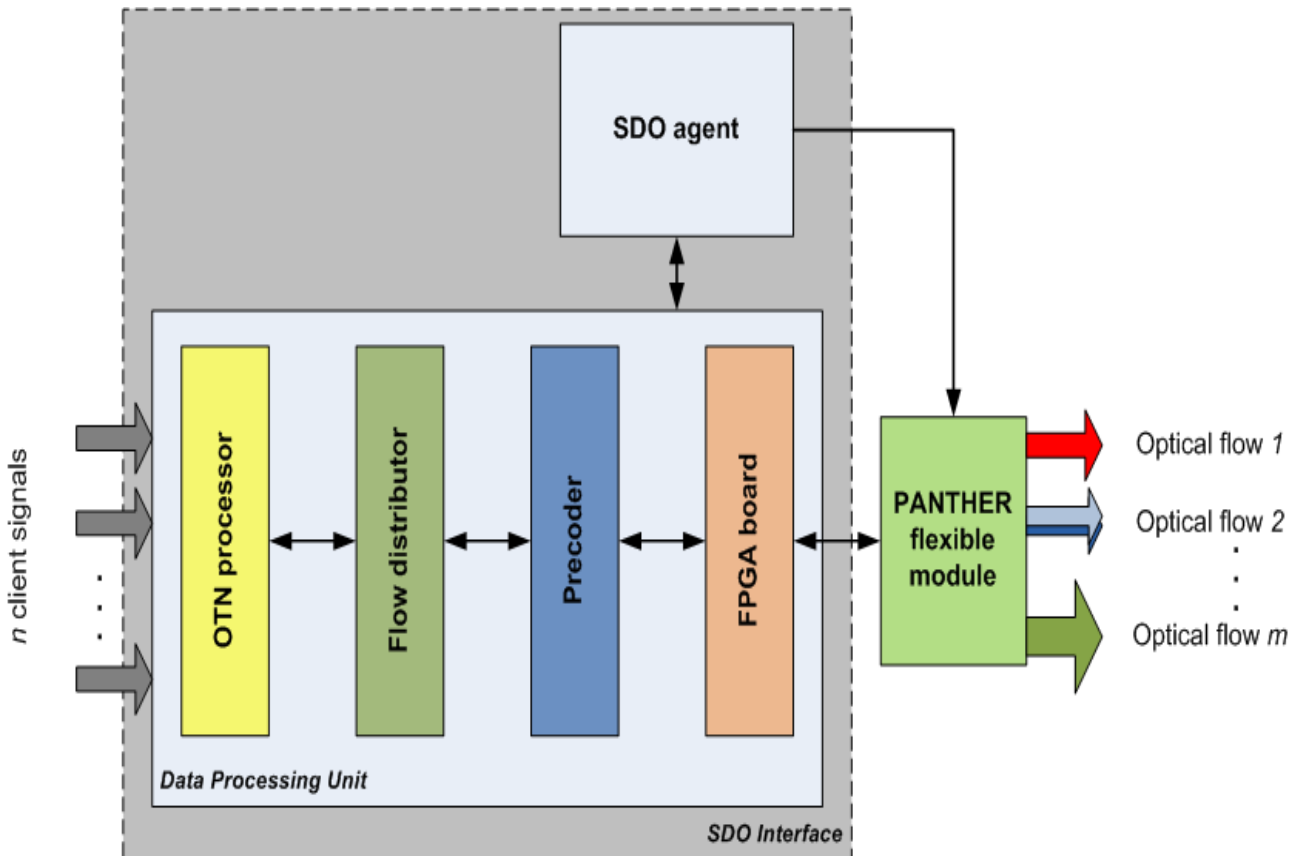 SDO agent
n client signals
OTN processor
Flow distributor
Precoder
FPGA board
Data Processing Unit
SDO Interface
PANTHER
flexible
module
Optical flow 1
Optical flow 2
Optical flow m